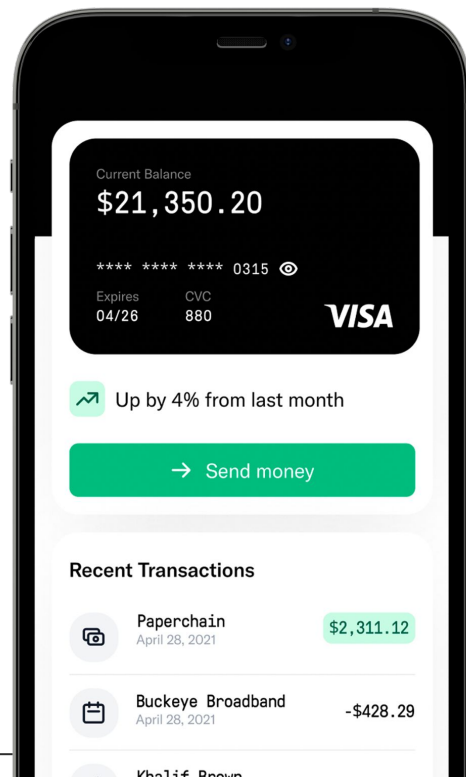 Current Balance
$21,350.20
**** **** **** 0315
Expires CVC
04/26 880
VISA
Up by 4% from last month
→ Send money
Recent Transactions
Paperchain
April 28, 2021
$2,311.12
Buckeye Broadband
April 28, 2021
-$428.29
Khalif Brown